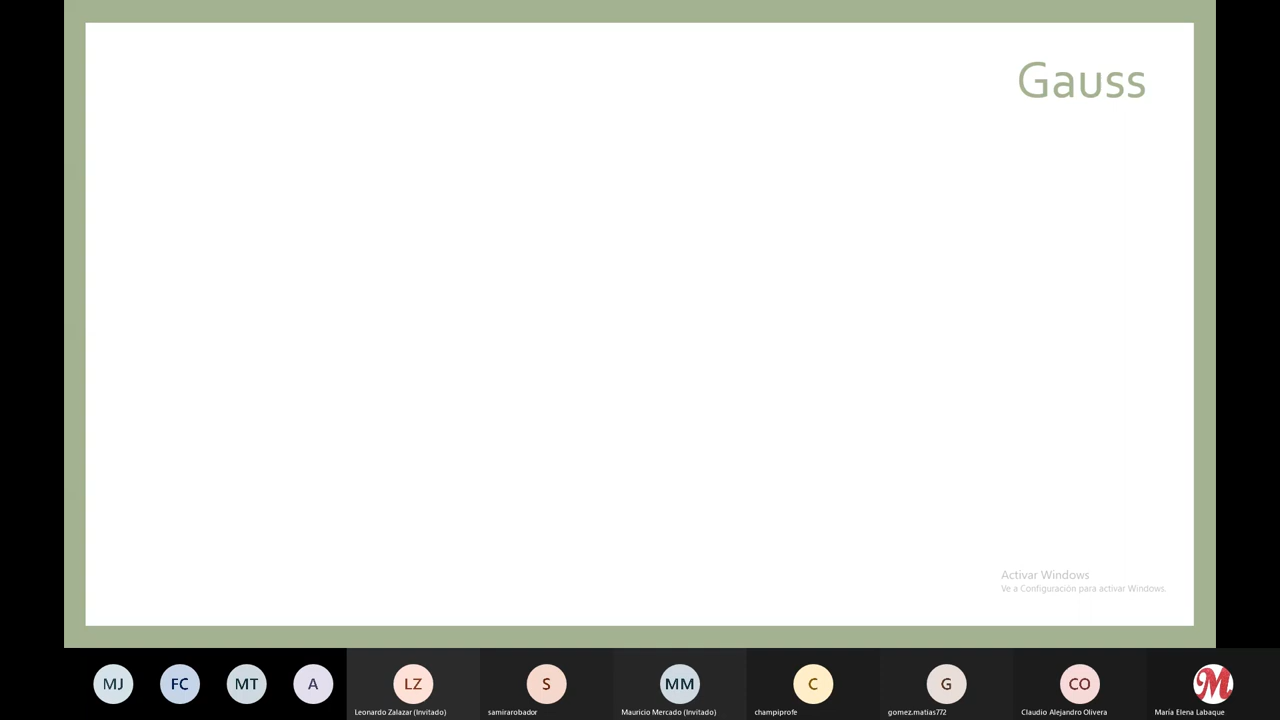 Gauss
Activar Windows
Ve a Configuración para activar Windows.
MJ
FC
MT
A
LZ
S
MM
C
G
CO
M
Leonardo Zalazar (Invitado)
samirarobador
Mauricio Mercado (Invitado)
champiprofe
gomez.matias772
Claudio Alejandro Olivera
María Elena Labaque